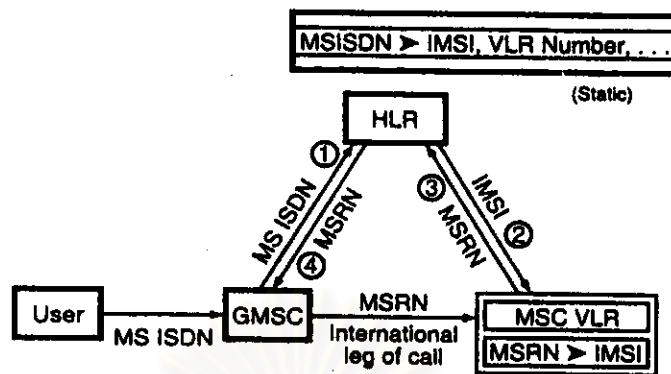 MSISDN ➤ IMSI, VLR Number, . . .
(Static)
HLR
①
MS ISDN
④ MSRN
③ MSRN
IMSI ②
User
MS ISDN
GMSC
MSRN
International
leg of call
MSC VLR
MSRN ➤ IMSI